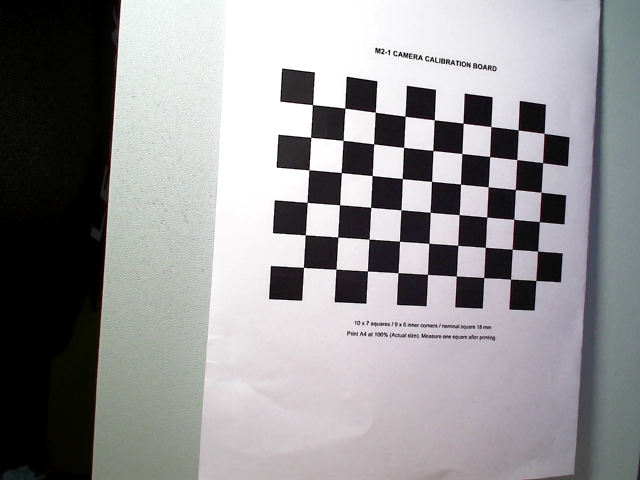 M2-1 CAMERA CALIBRATION BOARD
10 x 7 squares / 9 x 6 inner corners / nominal square 18 mm
Print A4 at 100% (Actual size). Measure one square after printing.